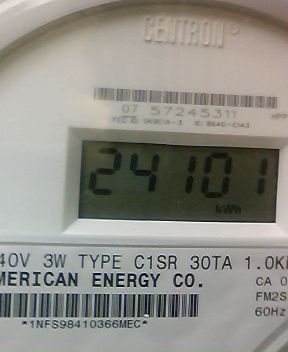 CENTRON®
07 57245311
24101
kWh
40V 3W TYPE C1SR 30TA 1.0K
MERICAN ENERGY CO.
CA 0
FM2S
60Hz
*1NFS98410366MEC*